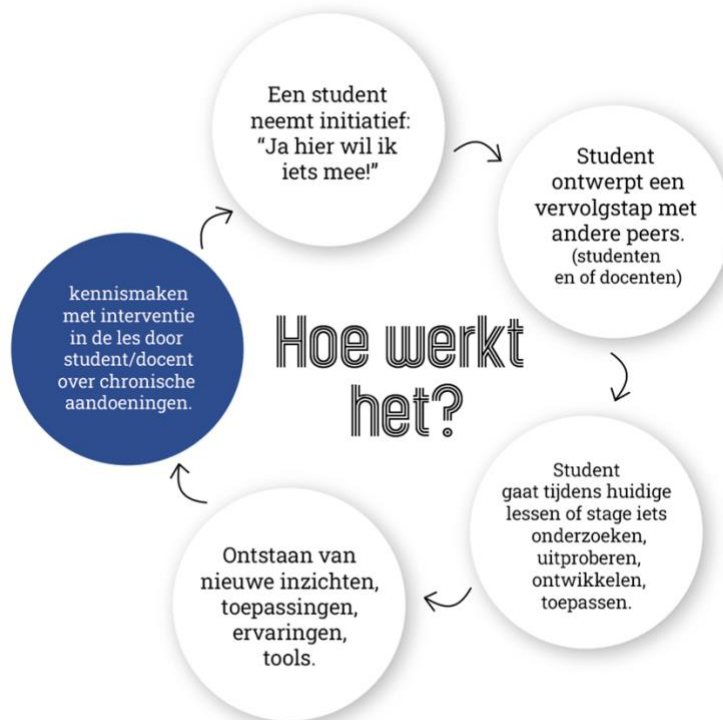 Hoe werkt
het?
kennismaken
met interventie
in de les door
student/docent
over chronische
aandoeningen.
Een student
neemt initiatief:
“Ja hier wil ik
iets mee!”
Student
ontwerpt een
vervolgstap met
andere peers.
(studenten
en of docenten)
Student
gaat tijdens huidige
lessen of stage iets
onderzoeken,
uitproberen,
ontwikkelen,
toepassen.
Ontstaan van
nieuwe inzichten,
toepassingen,
ervaringen,
tools.